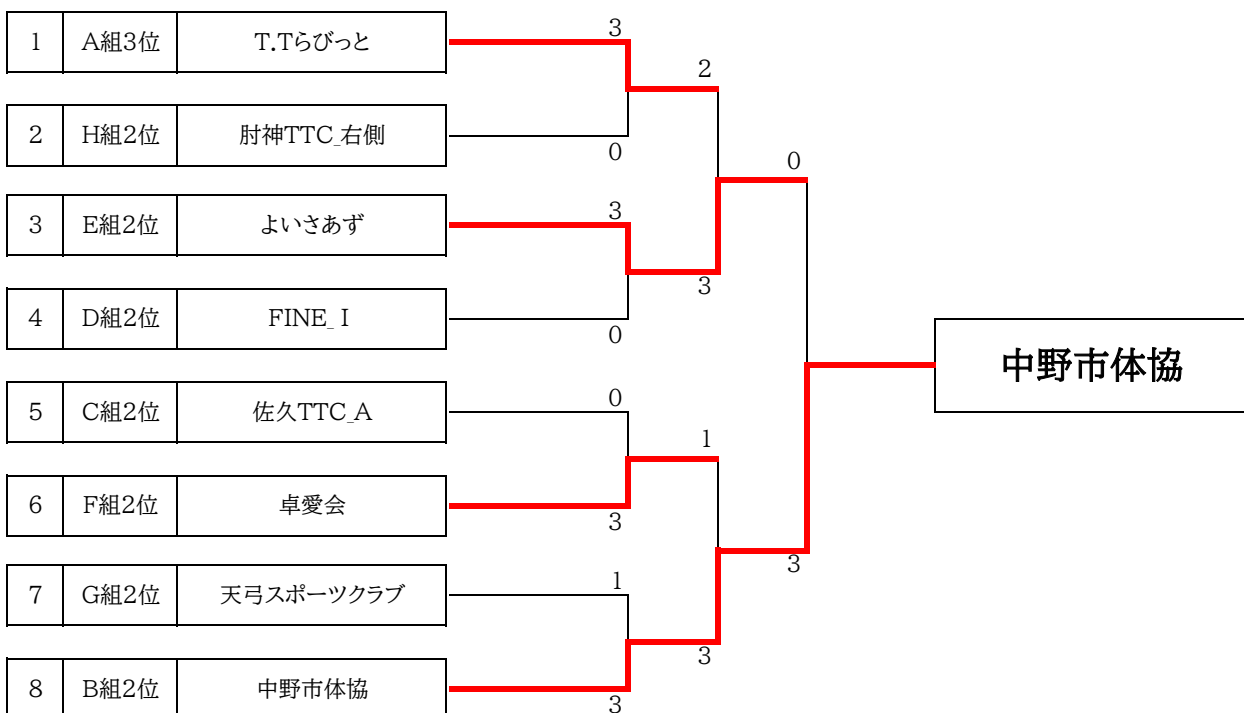 1 A組3位 T.Tらびっと
3
2
2 H組2位 肘神TTC_右側
0
0
3 E組2位 よいさあず
3
3
4 D組2位 FINE_I
0
中野市体協
5 C組2位 佐久TTC_A
0
1
6 F組2位 卓愛会
3
3
7 G組2位 天弓スポーツクラブ
1
3
8 B組2位 中野市体協
3